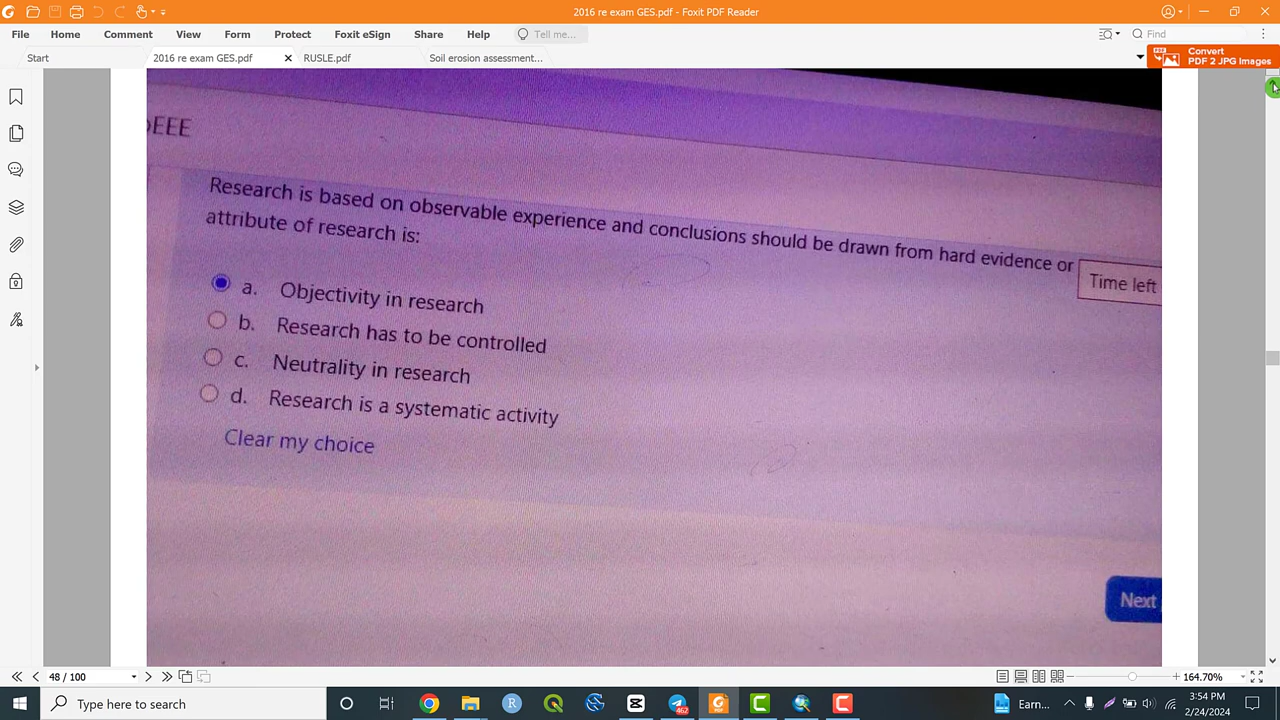 2016 re exam GES.pdf - Foxit PDF Reader
File Home Comment View Form Protect Foxit eSign Share Help Tell me... Find
Start 2016 re exam GES.pdf RUSLE.pdf Soil erosion assessment...
Convert
PDF 2 JPG Images
EEE
Research is based on observable experience and conclusions should be drawn from hard evidence or
attribute of research is:
Time left
a. Objectivity in research
b. Research has to be controlled
c. Neutrality in research
d. Research is a systematic activity
Clear my choice
Next
48 / 100
164.70%
Type here to search
462
Earn...
3:54 PM
2/24/2024